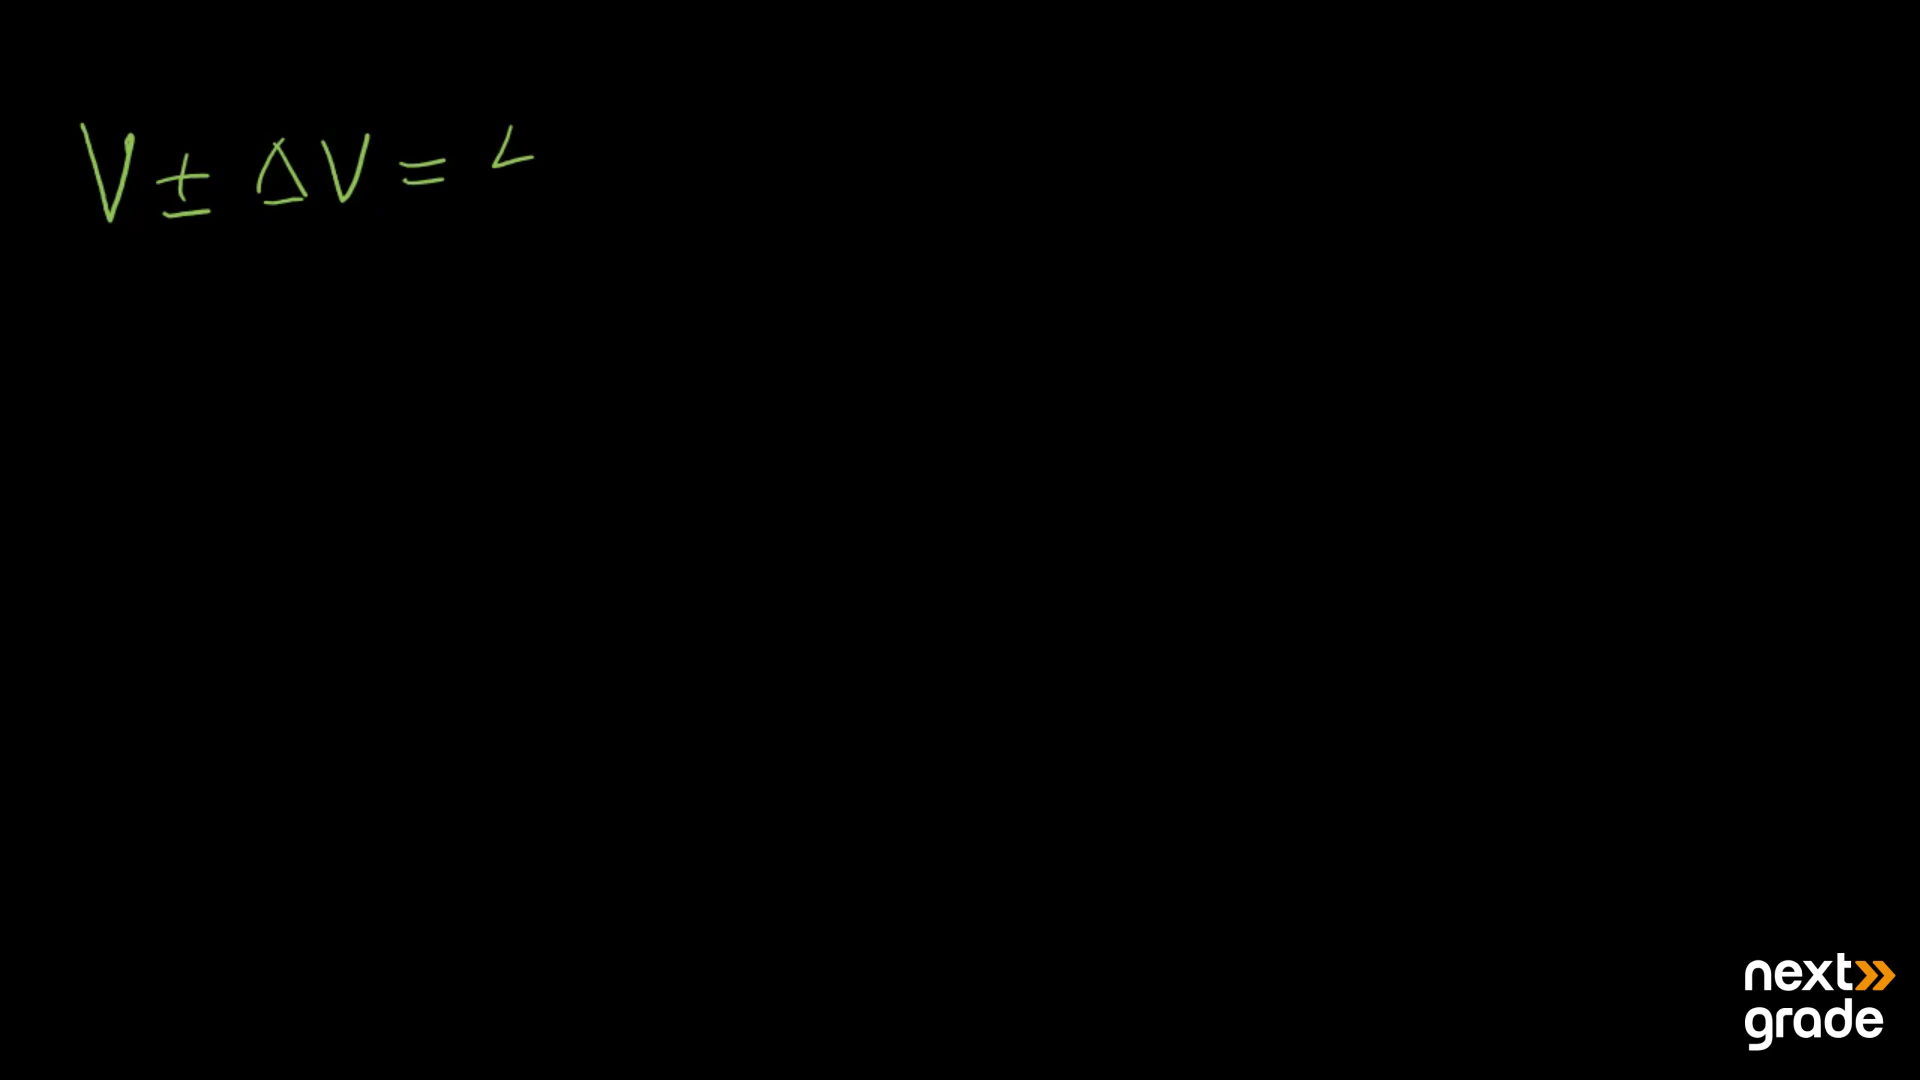 V ± ΔV =
next
grade